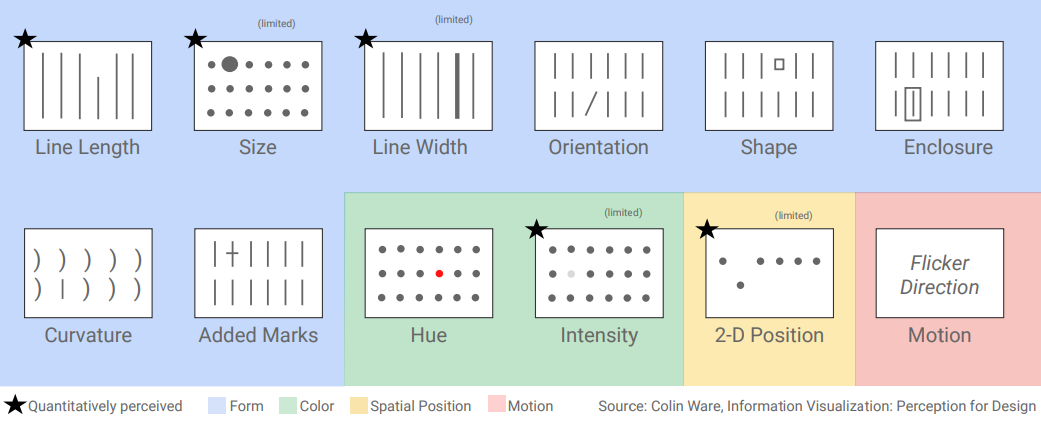 (limited)
(limited)
Line Length
Size
Line Width
Orientation
Shape
Enclosure
(limited)
(limited)
Flicker
Direction
Curvature
Added Marks
Hue
Intensity
2-D Position
Motion
Quantitatively perceived
Form
Color
Spatial Position
Motion
Source: Colin Ware, Information Visualization: Perception for Design